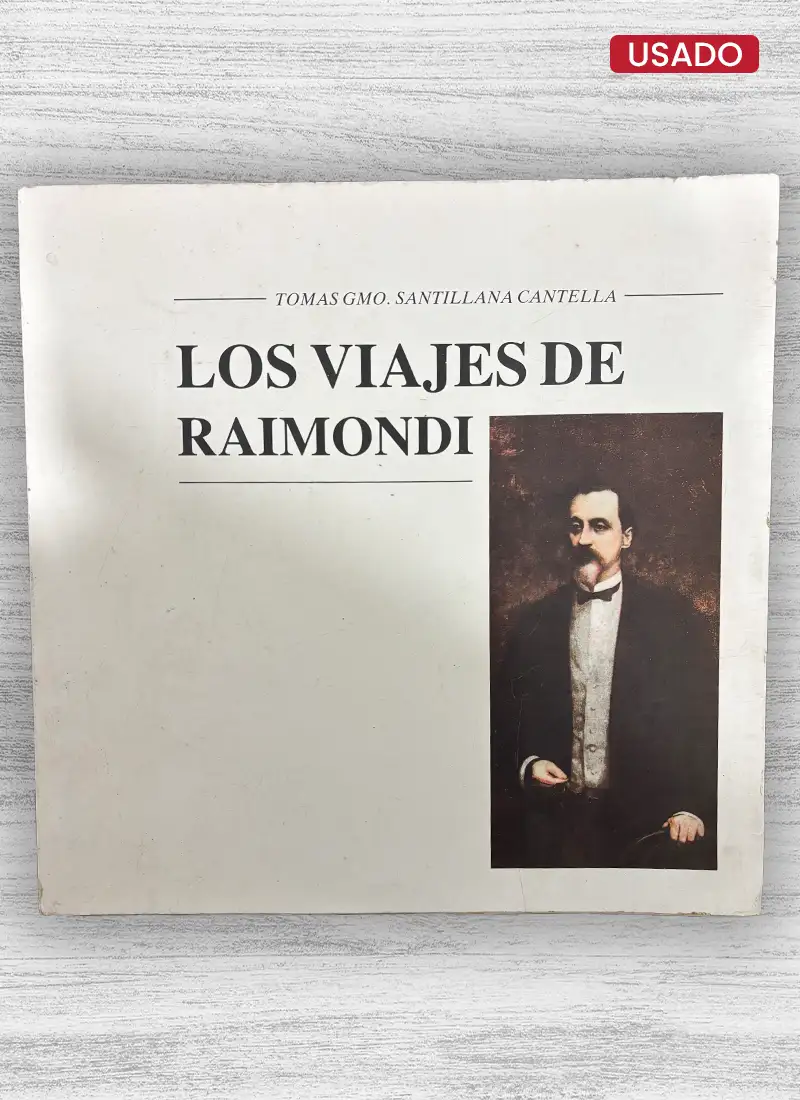 USADO
TOMAS GMO. SANTILLANA CANTELLA
LOS VIAJES DE
RAIMONDI